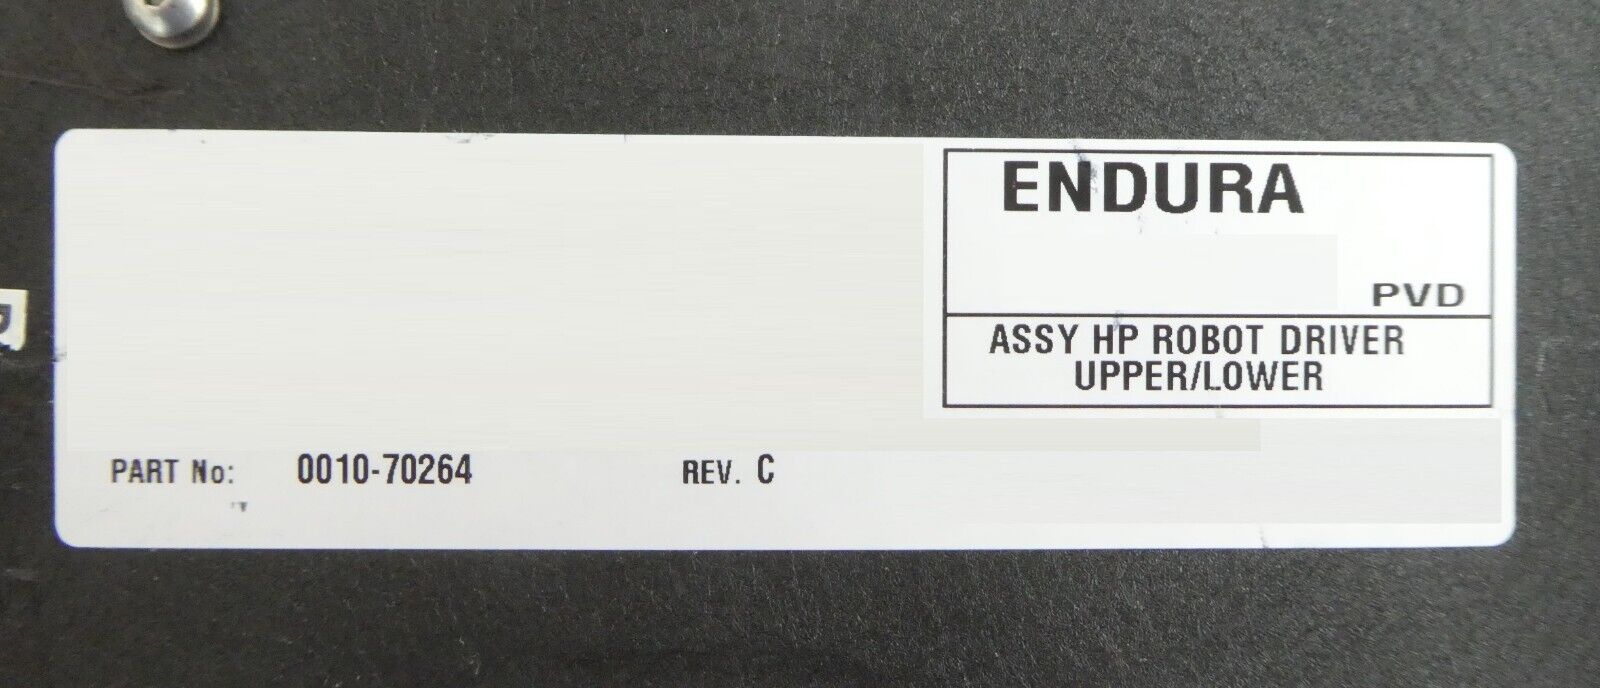 ENDURA
PVD
ASSY HP ROBOT DRIVER
UPPER/LOWER
PART No: 0010-70264 REV. C